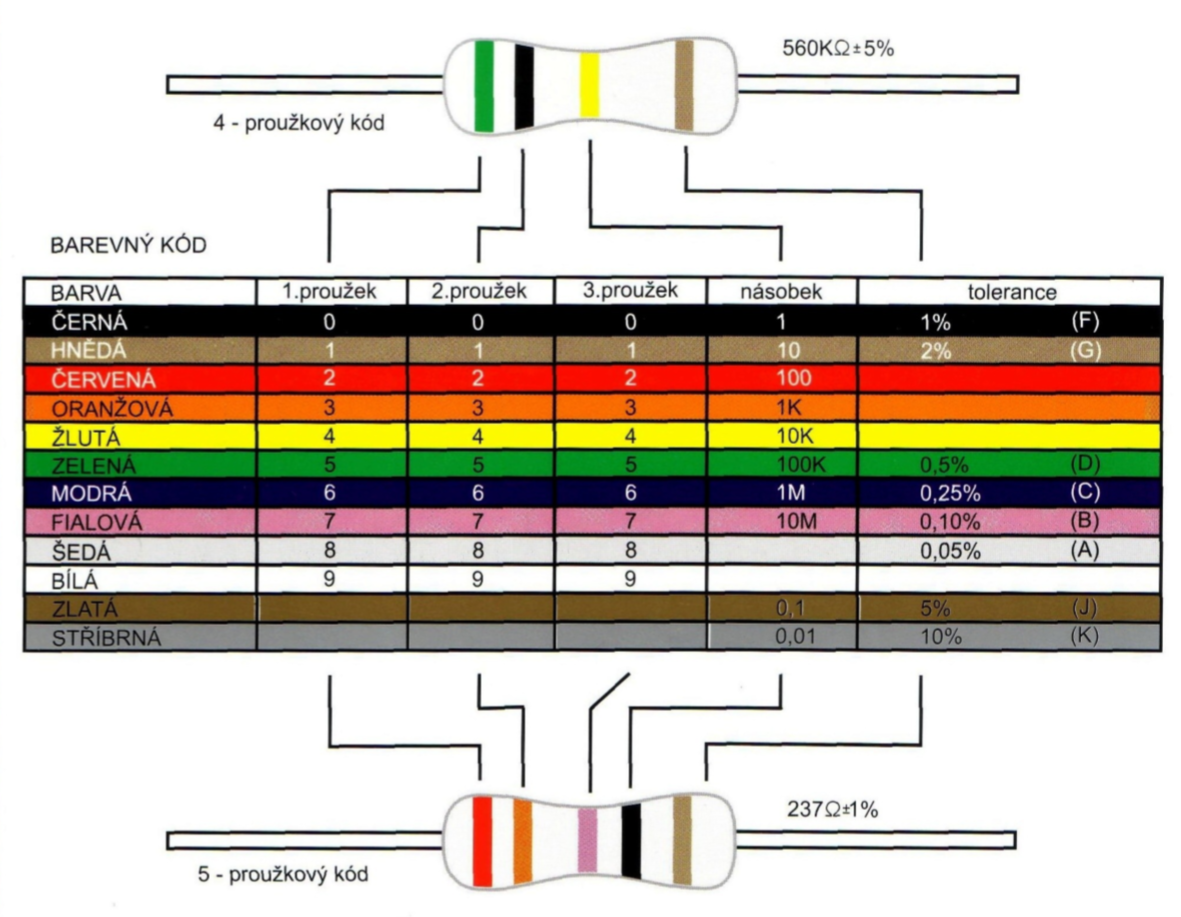 560KΩ±5%
4 - proužkový kód
BAREVNÝ KÓD
BARVA 1.proužek 2.proužek 3.proužek násobek tolerance
ČERNÁ 0 0 0 1 1% (F)
HNĚDÁ 1 1 1 10 2% (G)
ČERVENÁ 2 2 2 100
ORANŽOVÁ 3 3 3 1K
ŽLUTÁ 4 4 4 10K
ZELENÁ 5 5 5 100K 0,5% (D)
MODRÁ 6 6 6 1M 0,25% (C)
FIALOVÁ 7 7 7 10M 0,10% (B)
ŠEDÁ 8 8 8 0,05% (A)
BÍLÁ 9 9 9
ZLATÁ 0,1 5% (J)
STŘÍBRNÁ 0,01 10% (K)
237Ω±1%
5 - proužkový kód